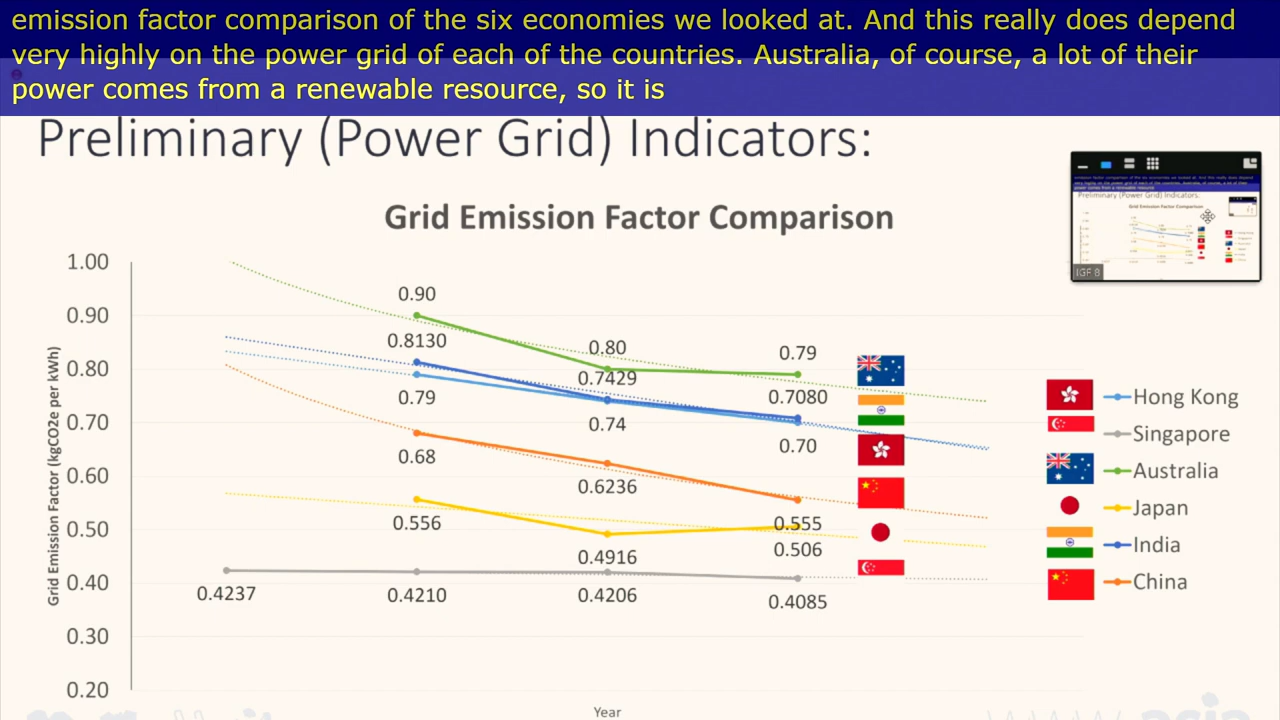 emission factor comparison of the six economies we looked at. And this really does depend
very highly on the power grid of each of the countries. Australia, of course, a lot of their
power comes from a renewable resource, so it is
Preliminary (Power Grid) Indicators:
IGF 8
Grid Emission Factor Comparison
Grid Emission Factor (kgCO2e per kWh)
1.00
0.90
0.80
0.70
0.60
0.50
0.40
0.30
0.20
0.90
0.80
0.79
0.8130
0.7429
0.7080
0.79
0.74
0.70
0.68
0.6236
0.555
0.556
0.4916
0.506
0.4237
0.4210
0.4206
0.4085
Hong Kong
Singapore
Australia
Japan
India
China
Year